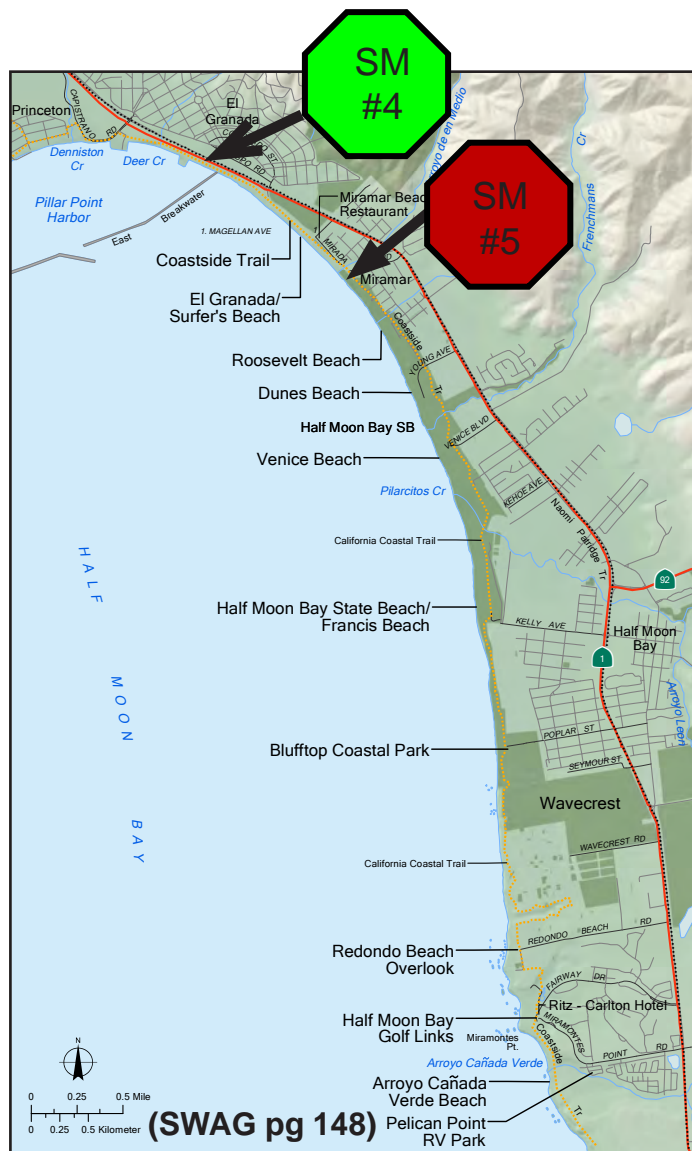 SM
#4
SM
#5
Princeton
CAPISTRANO RD
El
Granada
Denniston
Cr
Deer Cr
Pillar Point
Harbor
East Breakwater
1. MAGELLAN AVE
Miramar Beac
Restaurant
1
MIRADA
Coastside Trail
Miramar
El Granada/
Surfer's Beach
Frenchmans
Cr
Roosevelt Beach
Coastside Tr
YOUNG AVE
Dunes Beach
Half Moon Bay SB
VENICE BLVD
Venice Beach
Pilarcitos Cr
KEHOE AVE
Naomi Patridge Tr
California Coastal Trail
92
HALF MOON BAY
Half Moon Bay State Beach/
Francis Beach
KELLY AVE
Half Moon
Bay
1
Arroyo Leon
POPLAR ST
Blufftop Coastal Park
SEYMOUR ST
Wavecrest
WAVECREST RD
California Coastal Trail
REDONDO BEACH RD
Redondo Beach
Overlook
FAIRWAY DR
Ritz - Carlton Hotel
Half Moon Bay
Golf Links
MIRAMONTES POINT RD
Miramontes
Pt.
Coastside Tr
Arroyo Cañada Verde
Arroyo Cañada
Verde Beach
Pelican Point
RV Park
N
0 0.25 0.5 Mile
0 0.25 0.5 Kilometer
(SWAG pg 148)